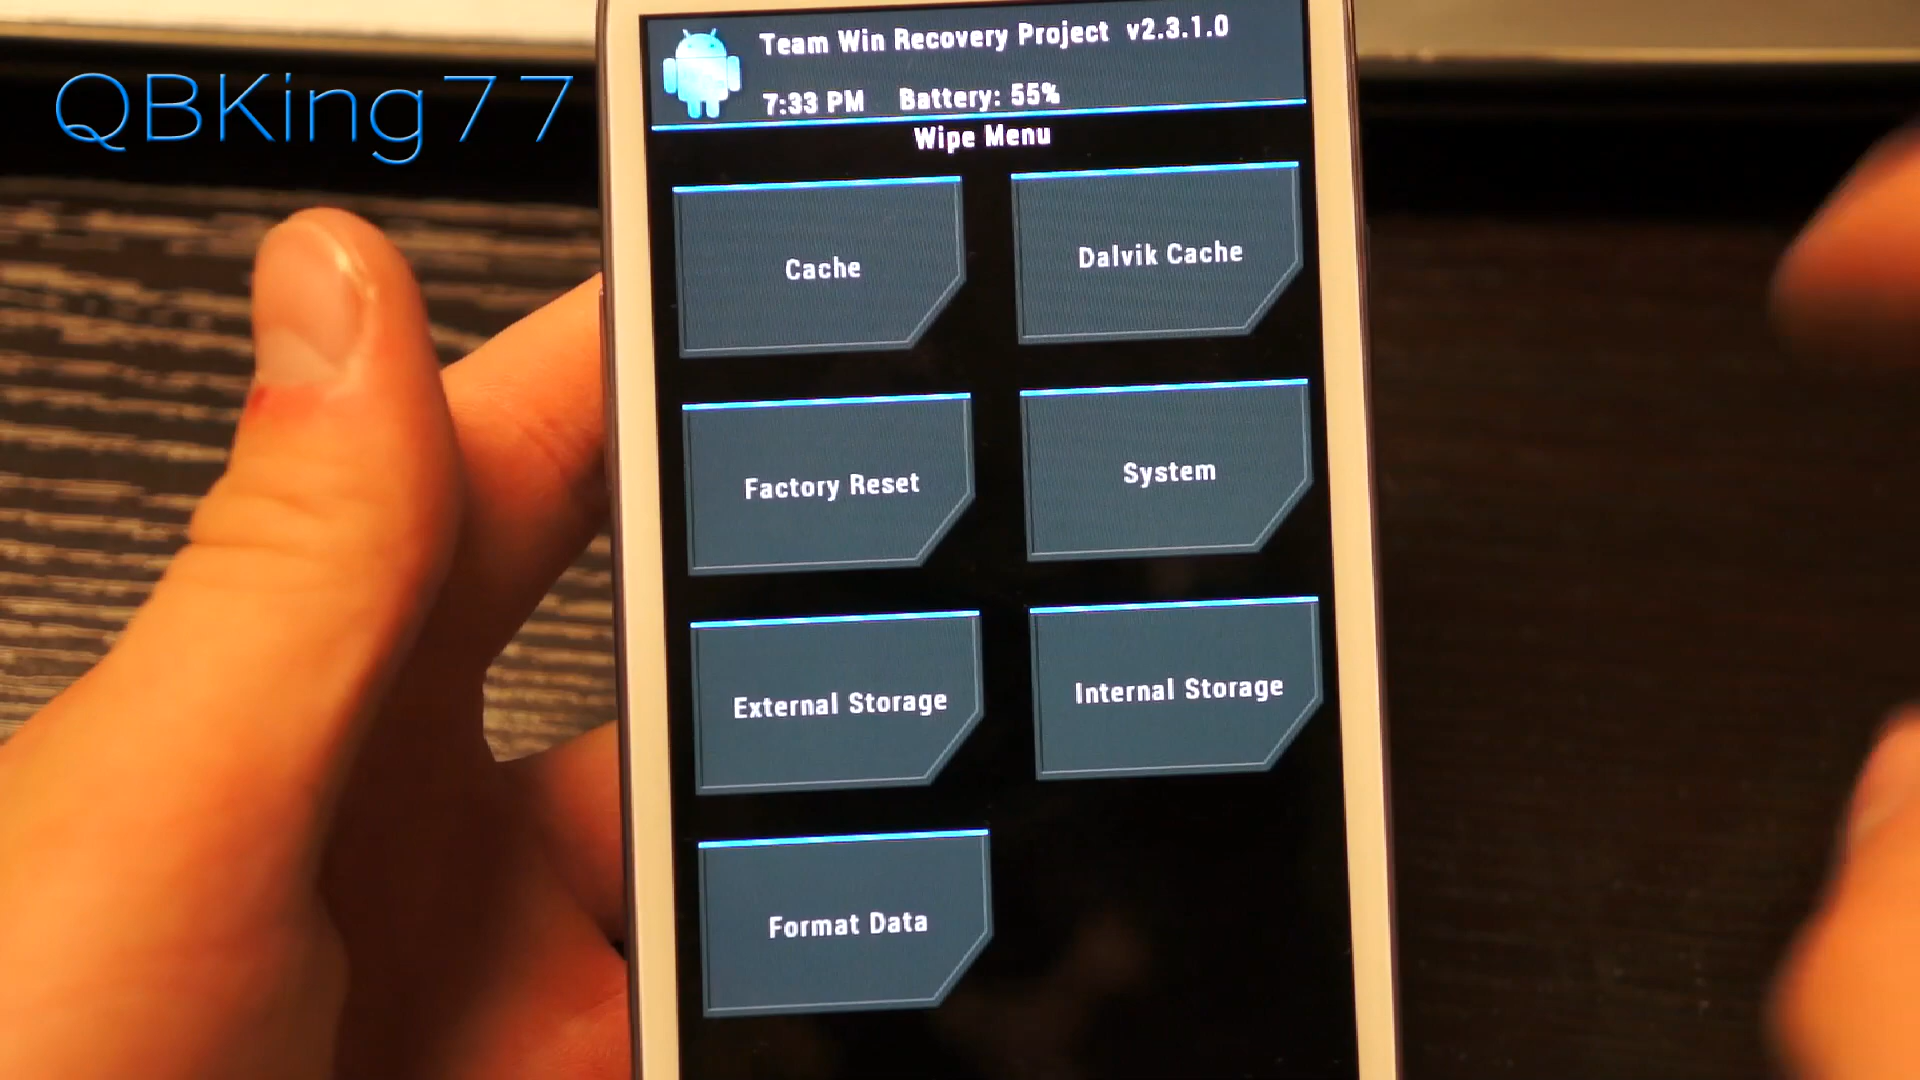 QBKing77
Team Win Recovery Project v2.3.1.0
7:33 PM Battery: 55%
Wipe Menu
Cache
Dalvik Cache
Factory Reset
System
External Storage
Internal Storage
Format Data